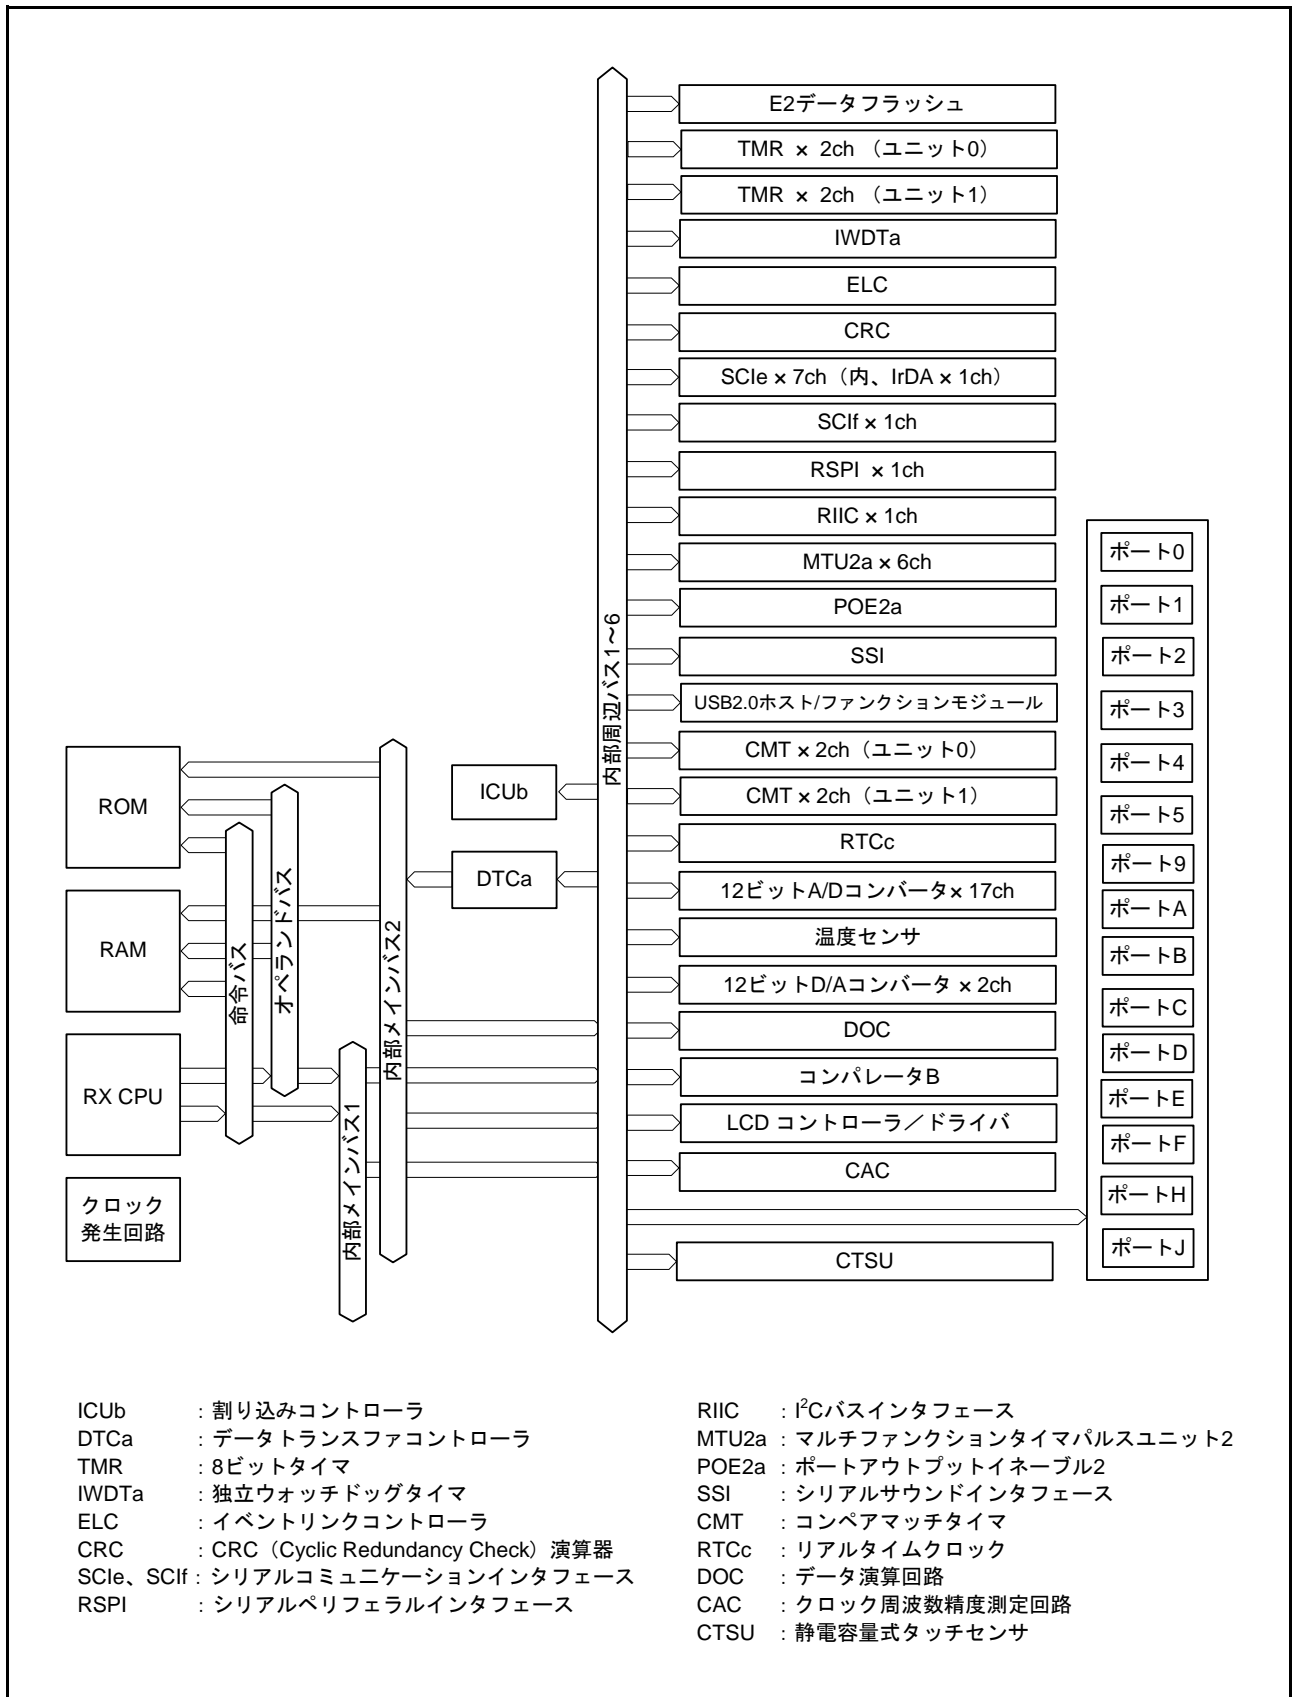 E2データフラッシュ
TMR × 2ch （ユニット0）
TMR × 2ch （ユニット1）
IWDTa
ELC
CRC
SCIe × 7ch（内、IrDA × 1ch）
SCIf × 1ch
RSPI × 1ch
RIIC × 1ch
MTU2a × 6ch
POE2a
SSI
USB2.0ホスト/ファンクションモジュール
CMT × 2ch（ユニット0）
CMT × 2ch（ユニット1）
RTCc
12ビットA/Dコンバータ× 17ch
温度センサ
12ビットD/Aコンバータ × 2ch
DOC
コンパレータB
LCD コントローラ／ドライバ
CAC
CTSU
ポート0
ポート1
ポート2
ポート3
ポート4
ポート5
ポート9
ポートA
ポートB
ポートC
ポートD
ポートE
ポートF
ポートH
ポートJ
内部周辺バス1～6
ICUb
DTCa
ROM
RAM
RX CPU
クロック
発生回路
命令バス
オペランドバス
内部メインバス1
内部メインバス2
ICUb : 割り込みコントローラ
DTCa : データトランスファコントローラ
TMR : 8ビットタイマ
IWDTa : 独立ウォッチドッグタイマ
ELC : イベントリンクコントローラ
CRC : CRC（Cyclic Redundancy Check）演算器
SCIe、SCIf : シリアルコミュニケーションインタフェース
RSPI : シリアルペリフェラルインタフェース
RIIC : I²Cバスインタフェース
MTU2a : マルチファンクションタイマパルスユニット2
POE2a : ポートアウトプットイネーブル2
SSI : シリアルサウンドインタフェース
CMT : コンペアマッチタイマ
RTCc : リアルタイムクロック
DOC : データ演算回路
CAC : クロック周波数精度測定回路
CTSU : 静電容量式タッチセンサ